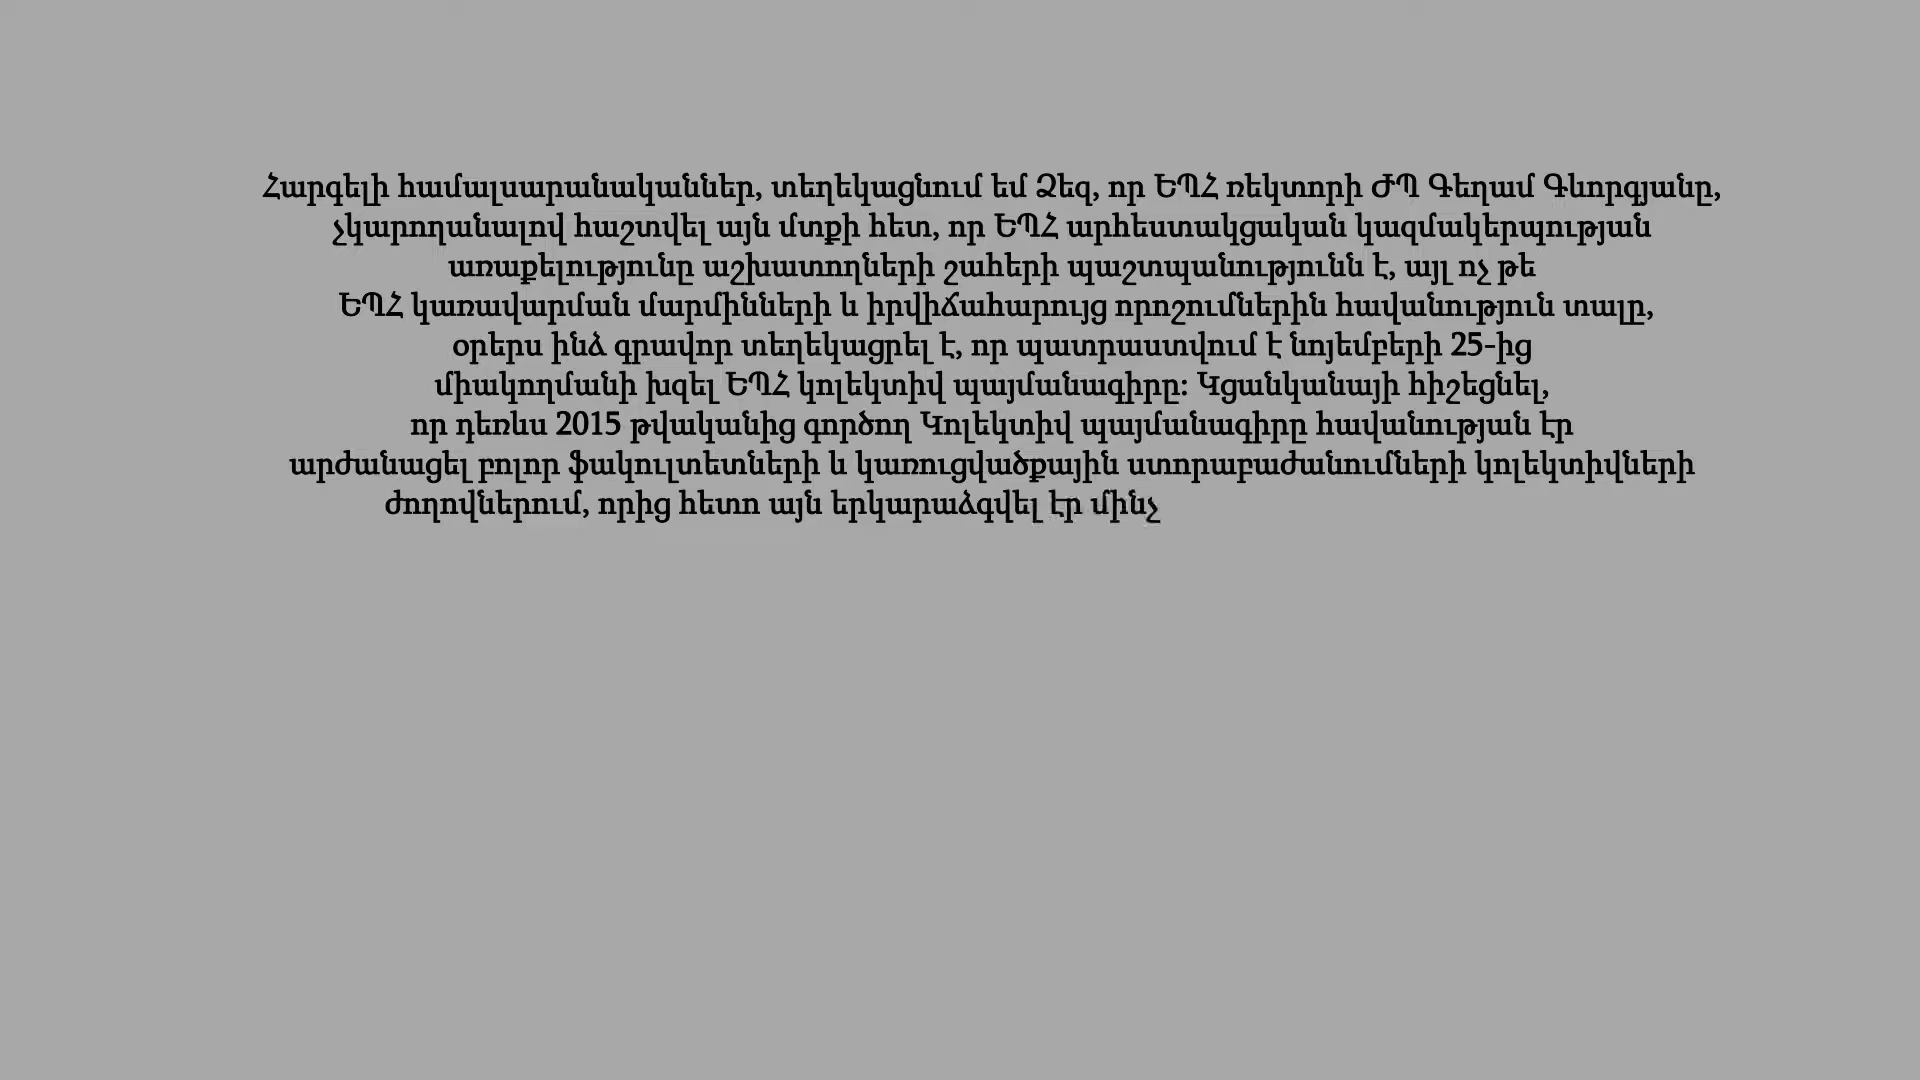 Հարգելի համալսարանականներ, տեղեկացնում եմ Ձեզ, որ ԵՊՀ ռեկտորի ԺՊ Գեղամ Գևորգյանը,
չկարողանալով հաշտվել այն մտքի հետ, որ ԵՊՀ արհեստակցական կազմակերպության
առաքելությունը աշխատողների շահերի պաշտպանությունն է, այլ ոչ թե
ԵՊՀ կառավարման մարմինների և իրվիճահարույց որոշումներին հավանություն տալը,
օրերս ինձ գրավոր տեղեկացրել է, որ պատրաստվում է նոյեմբերի 25-ից
միակողմանի խզել ԵՊՀ կոլեկտիվ պայմանագիրը։ Կցանկանայի հիշեցնել,
որ դեռևս 2015 թվականից գործող Կոլեկտիվ պայմանագիրը հավանության էր
արժանացել բոլոր ֆակուլտետների և կառուցվածքային ստորաբաժանումների կոլեկտիվների
ժողովներում, որից հետո այն երկարաձգվել էր մինչ